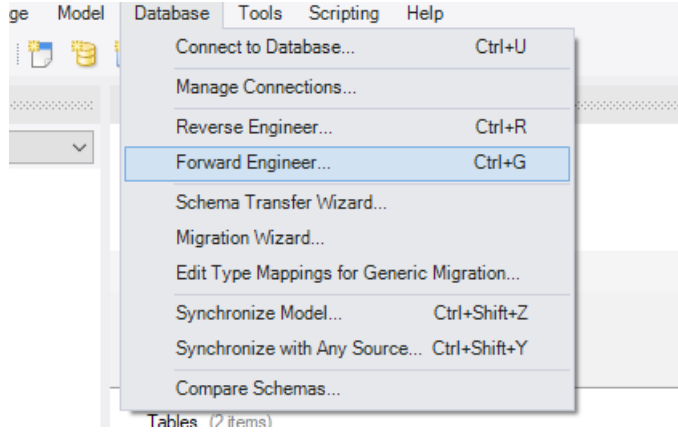 ge Model Database Tools Scripting Help
Connect to Database... Ctrl+U
Manage Connections...
Reverse Engineer... Ctrl+R
Forward Engineer... Ctrl+G
Schema Transfer Wizard...
Migration Wizard...
Edit Type Mappings for Generic Migration...
Synchronize Model... Ctrl+Shift+Z
Synchronize with Any Source... Ctrl+Shift+Y
Compare Schemas...
Tables (2 items)